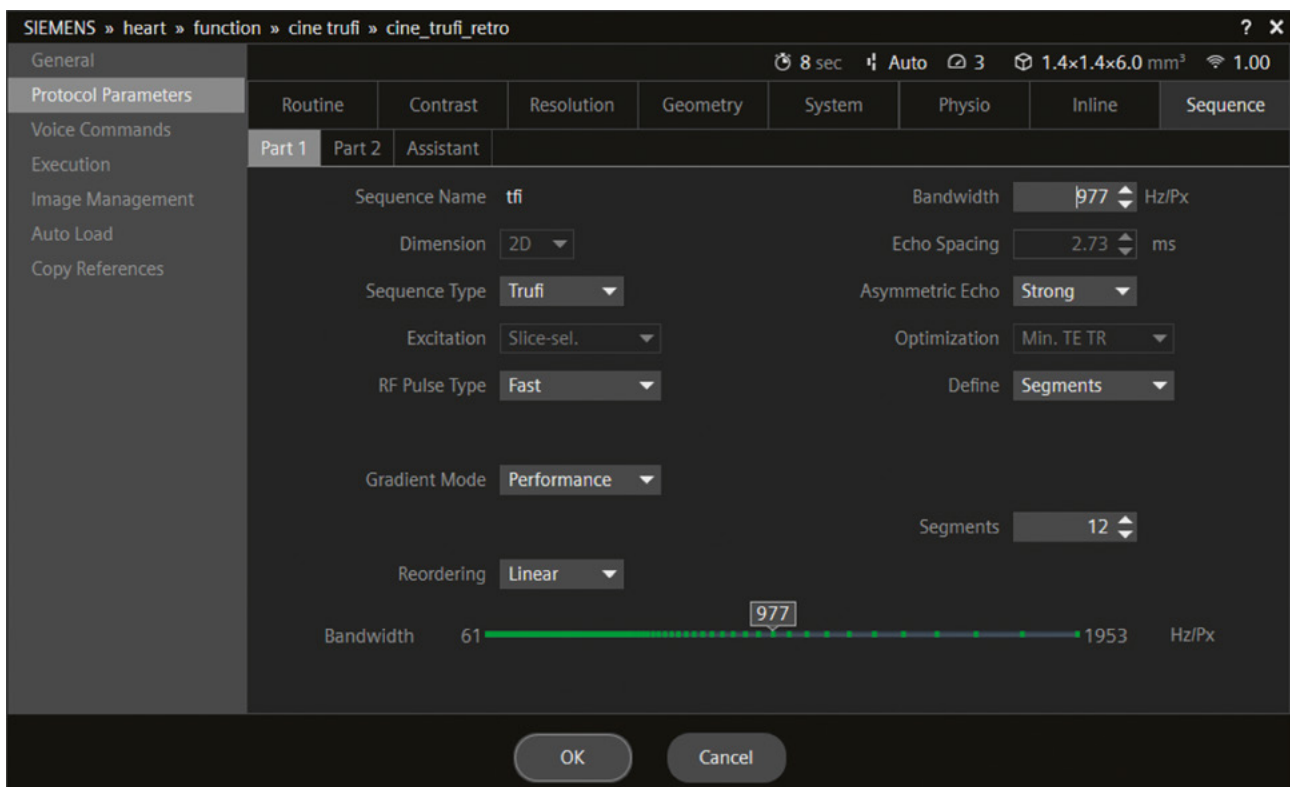 SIEMENS » heart » function » cine trufi » cine_trufi_retro ? ×
General
8 sec Auto 3 1.4×1.4×6.0 mm³ 1.00
Protocol Parameters
Routine Contrast Resolution Geometry System Physio Inline Sequence
Voice Commands
Part 1 Part 2 Assistant
Execution
Image Management
Auto Load
Copy References
Sequence Name tfi Bandwidth 977 Hz/Px
Dimension 2D Echo Spacing 2.73 ms
Sequence Type Trufi Asymmetric Echo Strong
Excitation Slice-sel. Optimization Min. TE TR
RF Pulse Type Fast Define Segments
Gradient Mode Performance
Segments 12
Reordering Linear
977
Bandwidth 61 1953 Hz/Px
OK Cancel